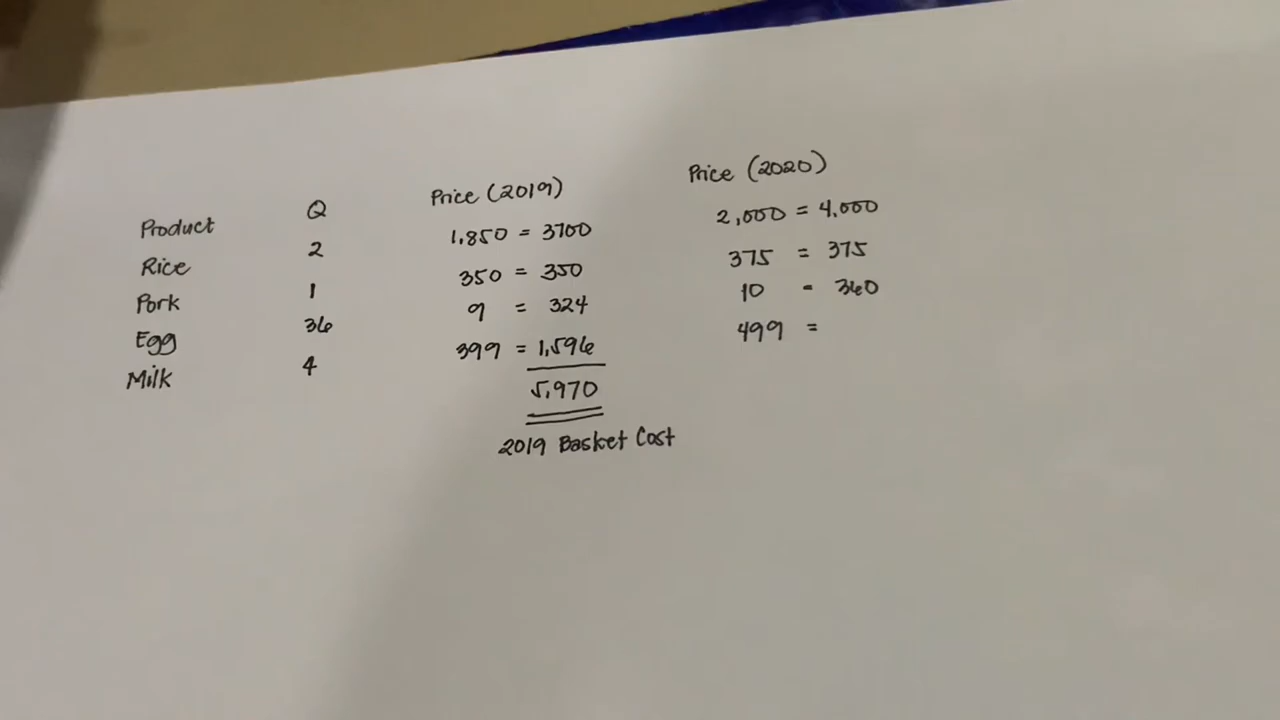 Product Q Price (2019) Price (2020)
Rice 2 1,850 = 3700 2,000 = 4,000
Pork 1 350 = 350 375 = 375
Egg 36 9 = 324 10 = 360
Milk 4 399 = 1,596 499 =
5,970
2019 Basket Cost